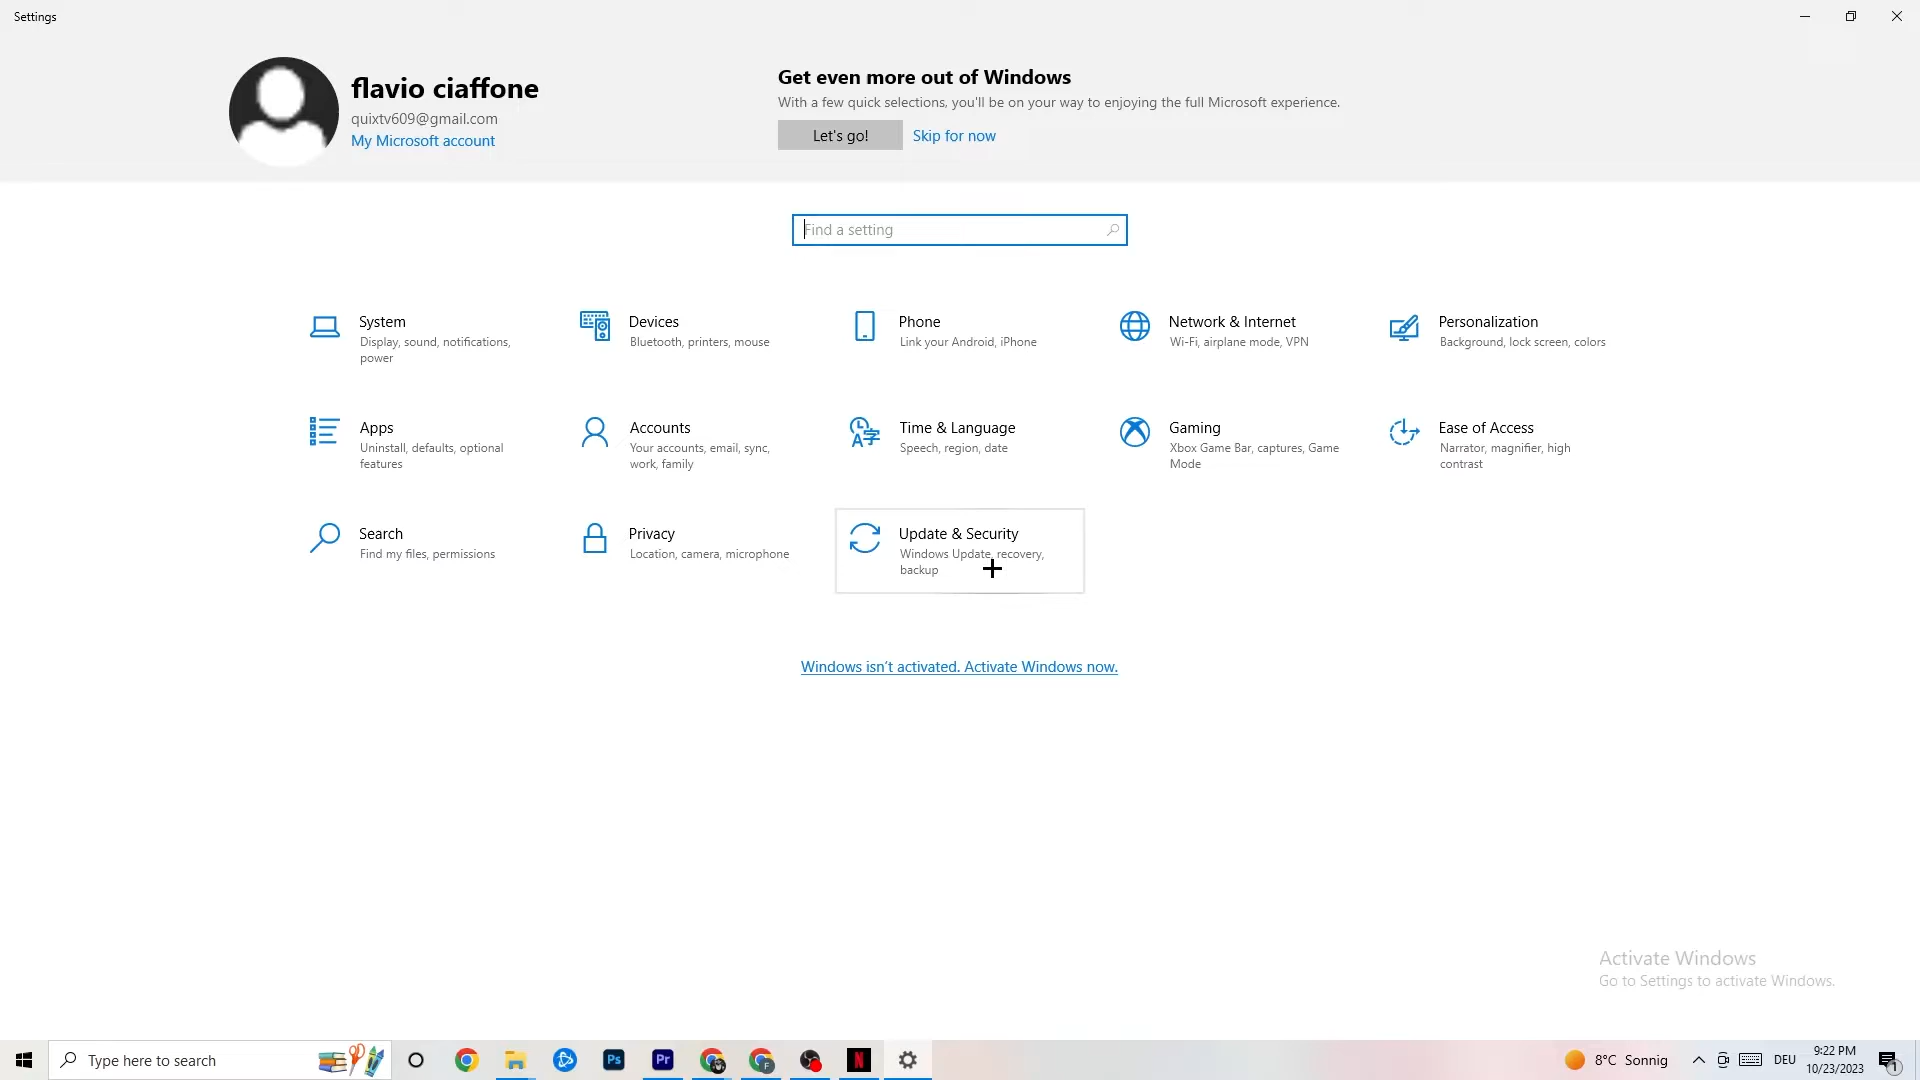 Settings
flavio ciaffone
quixtv609@gmail.com
My Microsoft account
Get even more out of Windows
With a few quick selections, you'll be on your way to enjoying the full Microsoft experience.
Let's go!
Skip for now
Find a setting
System
Display, sound, notifications,
power
Devices
Bluetooth, printers, mouse
Phone
Link your Android, iPhone
Network & Internet
Wi-Fi, airplane mode, VPN
Personalization
Background, lock screen, colors
Apps
Uninstall, defaults, optional
features
Accounts
Your accounts, email, sync,
work, family
Time & Language
Speech, region, date
Gaming
Xbox Game Bar, captures, Game
Mode
Ease of Access
Narrator, magnifier, high
contrast
Search
Find my files, permissions
Privacy
Location, camera, microphone
Update & Security
Windows Update, recovery,
backup
Windows isn't activated. Activate Windows now.
Activate Windows
Go to Settings to activate Windows.
Type here to search
Ps
Pr
F
N
8°C Sonnig
DEU
9:22 PM
10/23/2023
1